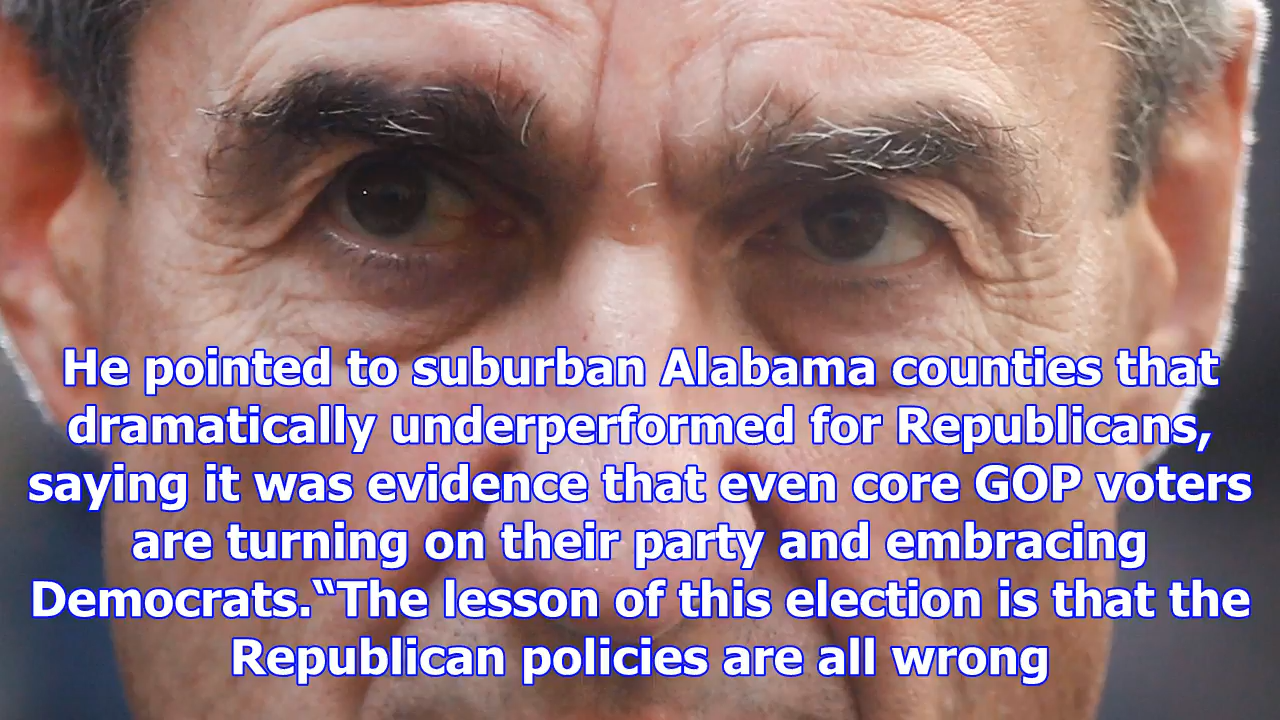 He pointed to suburban Alabama counties that
dramatically underperformed for Republicans,
saying it was evidence that even core GOP voters
are turning on their party and embracing
Democrats.“The lesson of this election is that the
Republican policies are all wrong